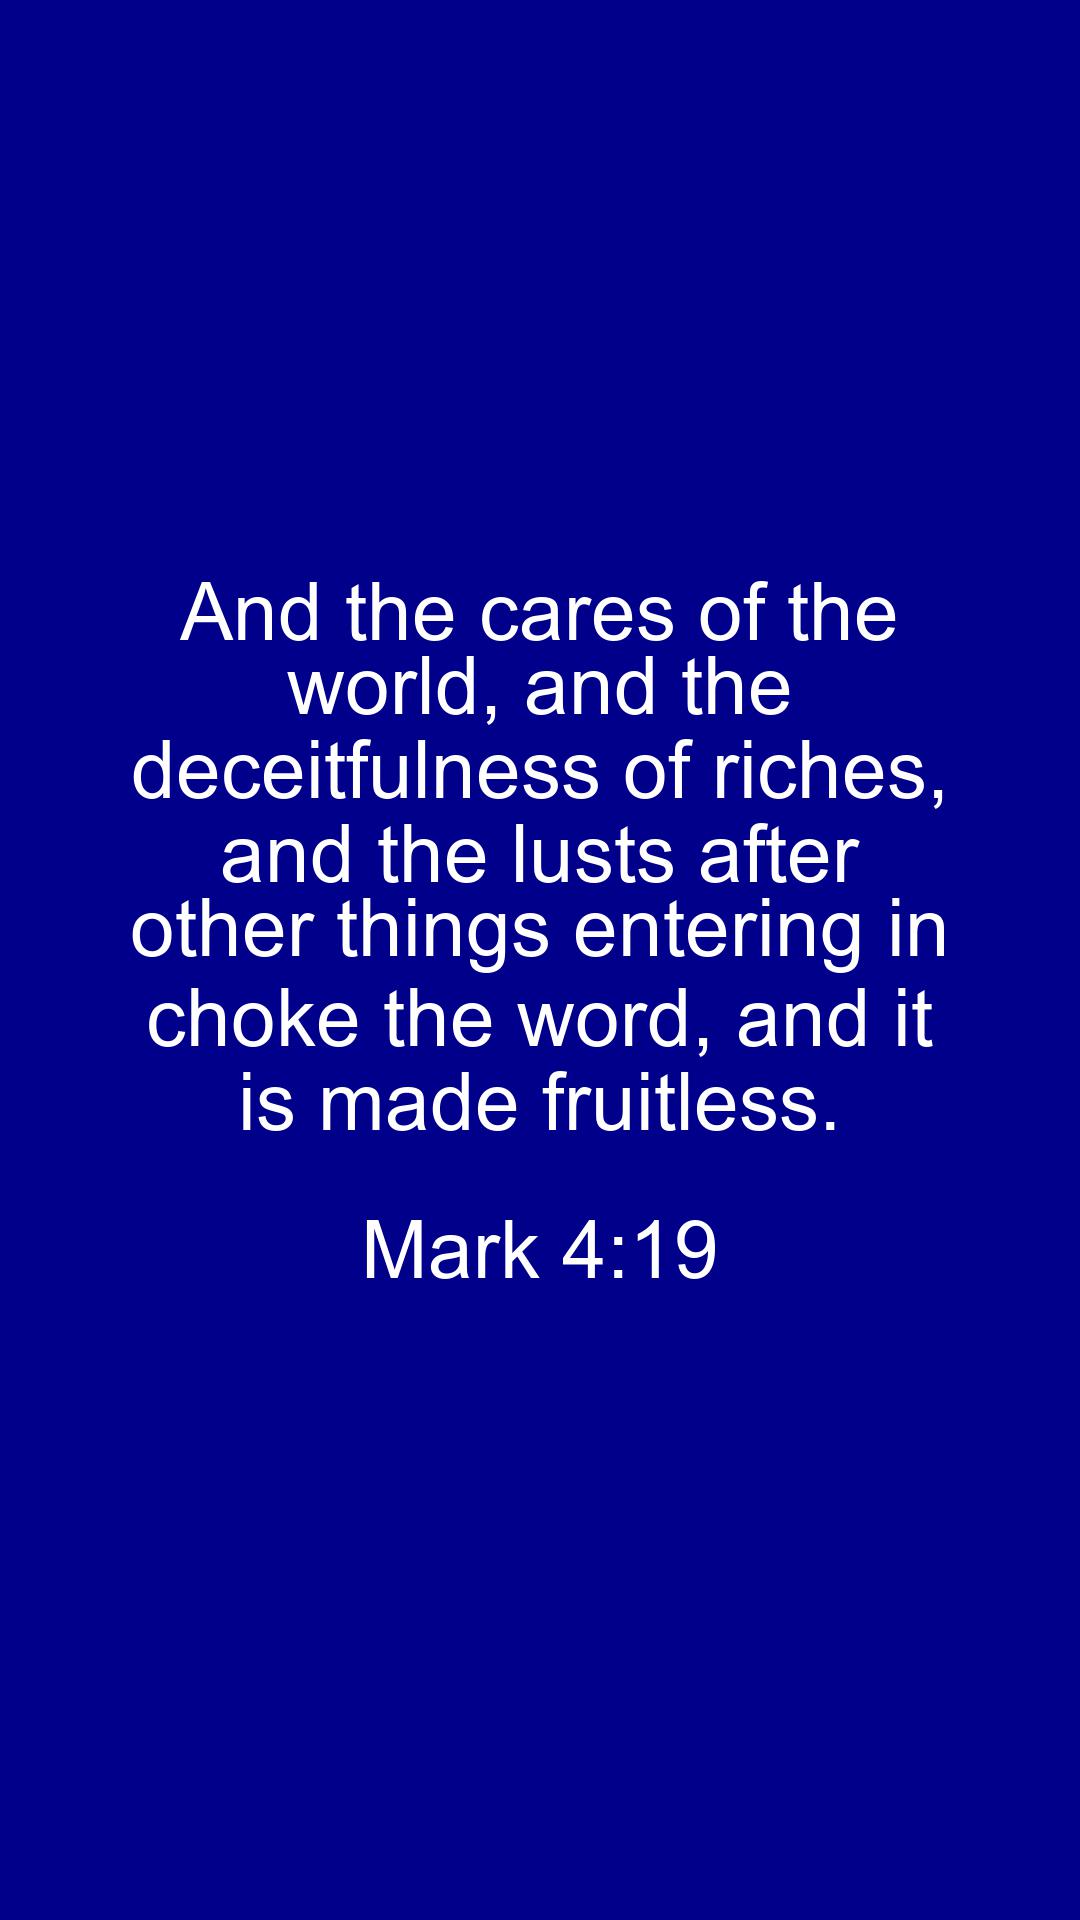 And the cares of the
world, and the
deceitfulness of riches,
and the lusts after
other things entering in
choke the word, and it
is made fruitless.
Mark 4:19